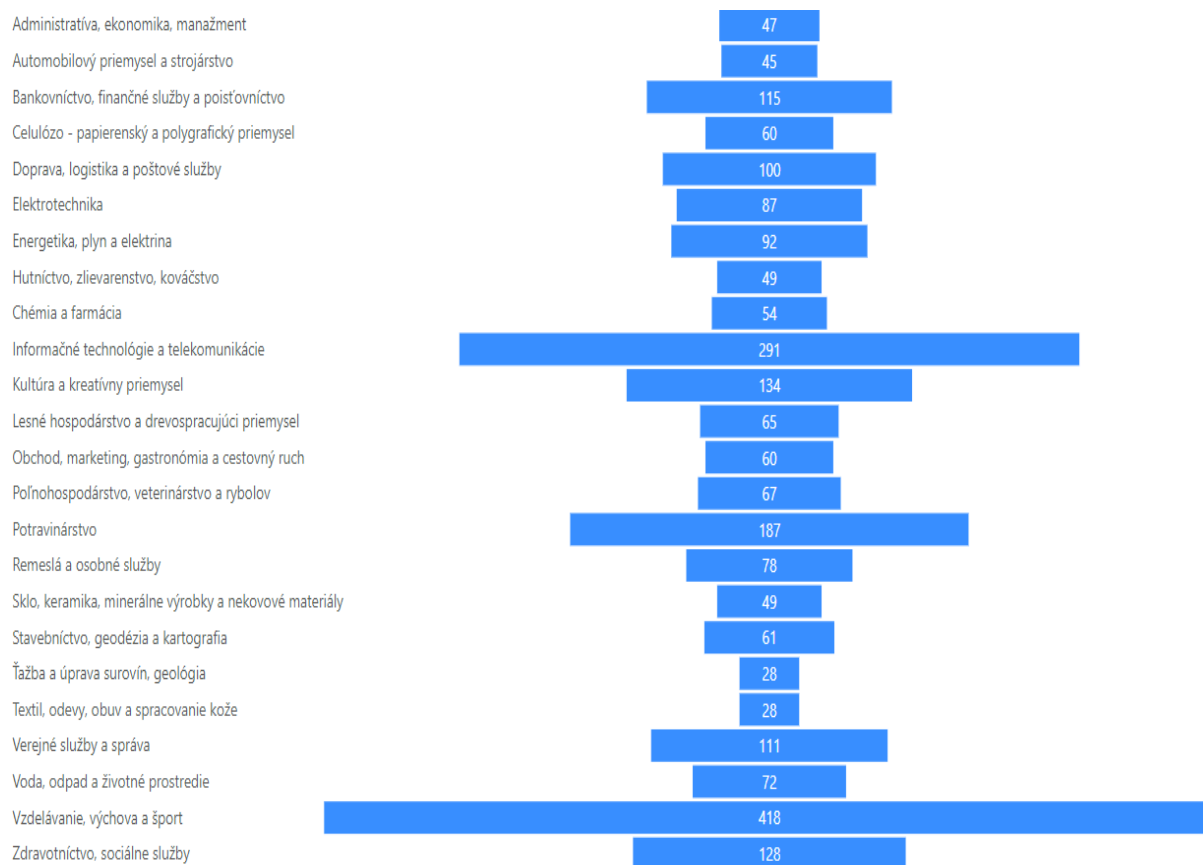 Administratíva, ekonomika, manažment 47
Automobilový priemysel a strojárstvo 45
Bankovníctvo, finančné služby a poisťovníctvo 115
Celulózo - papierenský a polygrafický priemysel 60
Doprava, logistika a poštové služby 100
Elektrotechnika 87
Energetika, plyn a elektrina 92
Hutníctvo, zlievarenstvo, kováčstvo 49
Chémia a farmácia 54
Informačné technológie a telekomunikácie 291
Kultúra a kreatívny priemysel 134
Lesné hospodárstvo a drevospracujúci priemysel 65
Obchod, marketing, gastronómia a cestovný ruch 60
Poľnohospodárstvo, veterinárstvo a rybolov 67
Potravinárstvo 187
Remeslá a osobné služby 78
Sklo, keramika, minerálne výrobky a nekovové materiály 49
Stavebníctvo, geodézia a kartografia 61
Ťažba a úprava surovín, geológia 28
Textil, odevy, obuv a spracovanie kože 28
Verejné služby a správa 111
Voda, odpad a životné prostredie 72
Vzdelávanie, výchova a šport 418
Zdravotníctvo, sociálne služby 128